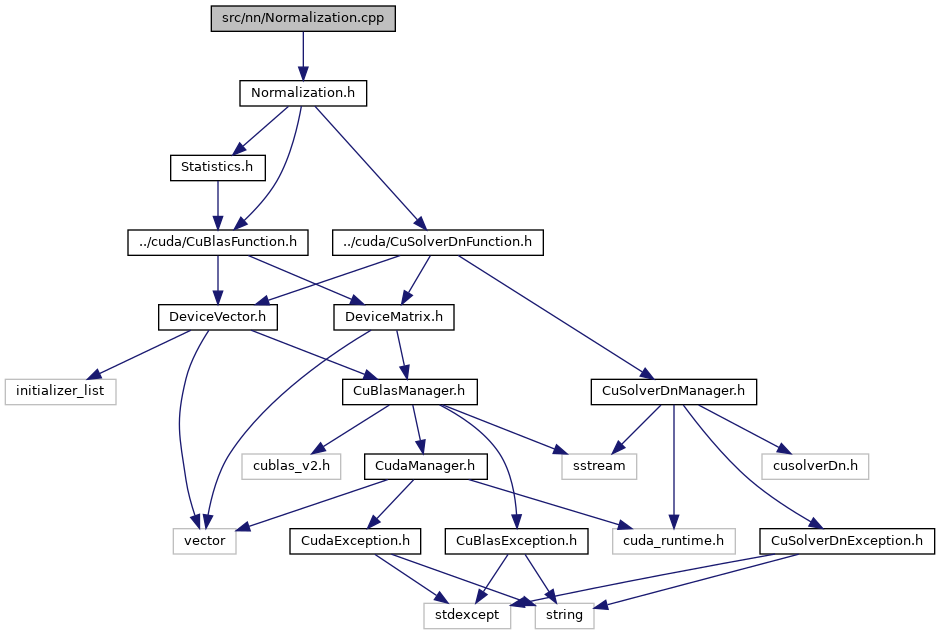 src/nn/Normalization.cpp
Normalization.h
Statistics.h
../cuda/CuBlasFunction.h
../cuda/CuSolverDnFunction.h
DeviceVector.h
DeviceMatrix.h
initializer_list
CuBlasManager.h
CuSolverDnManager.h
cublas_v2.h
CudaManager.h
sstream
cusolverDn.h
vector
CudaException.h
CuBlasException.h
cuda_runtime.h
CuSolverDnException.h
stdexcept
string